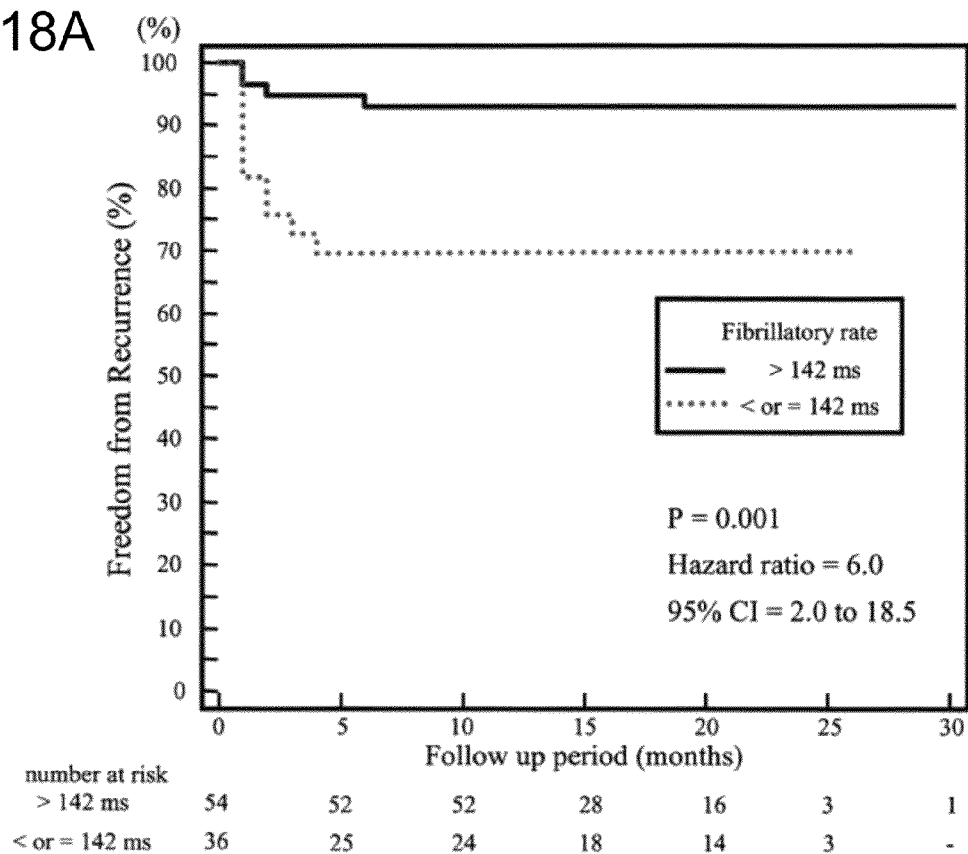 18A
(%)
100
90
80
70
60
50
40
30
20
10
0
Freedom from Recurrence (%)
Fibrillatory rate
> 142 ms
< or = 142 ms
P = 0.001
Hazard ratio = 6.0
95% CI = 2.0 to 18.5
0 5 10 15 20 25 30
Follow up period (months)
number at risk
> 142 ms 54 52 52 28 16 3 1
< or = 142 ms 36 25 24 18 14 3 -